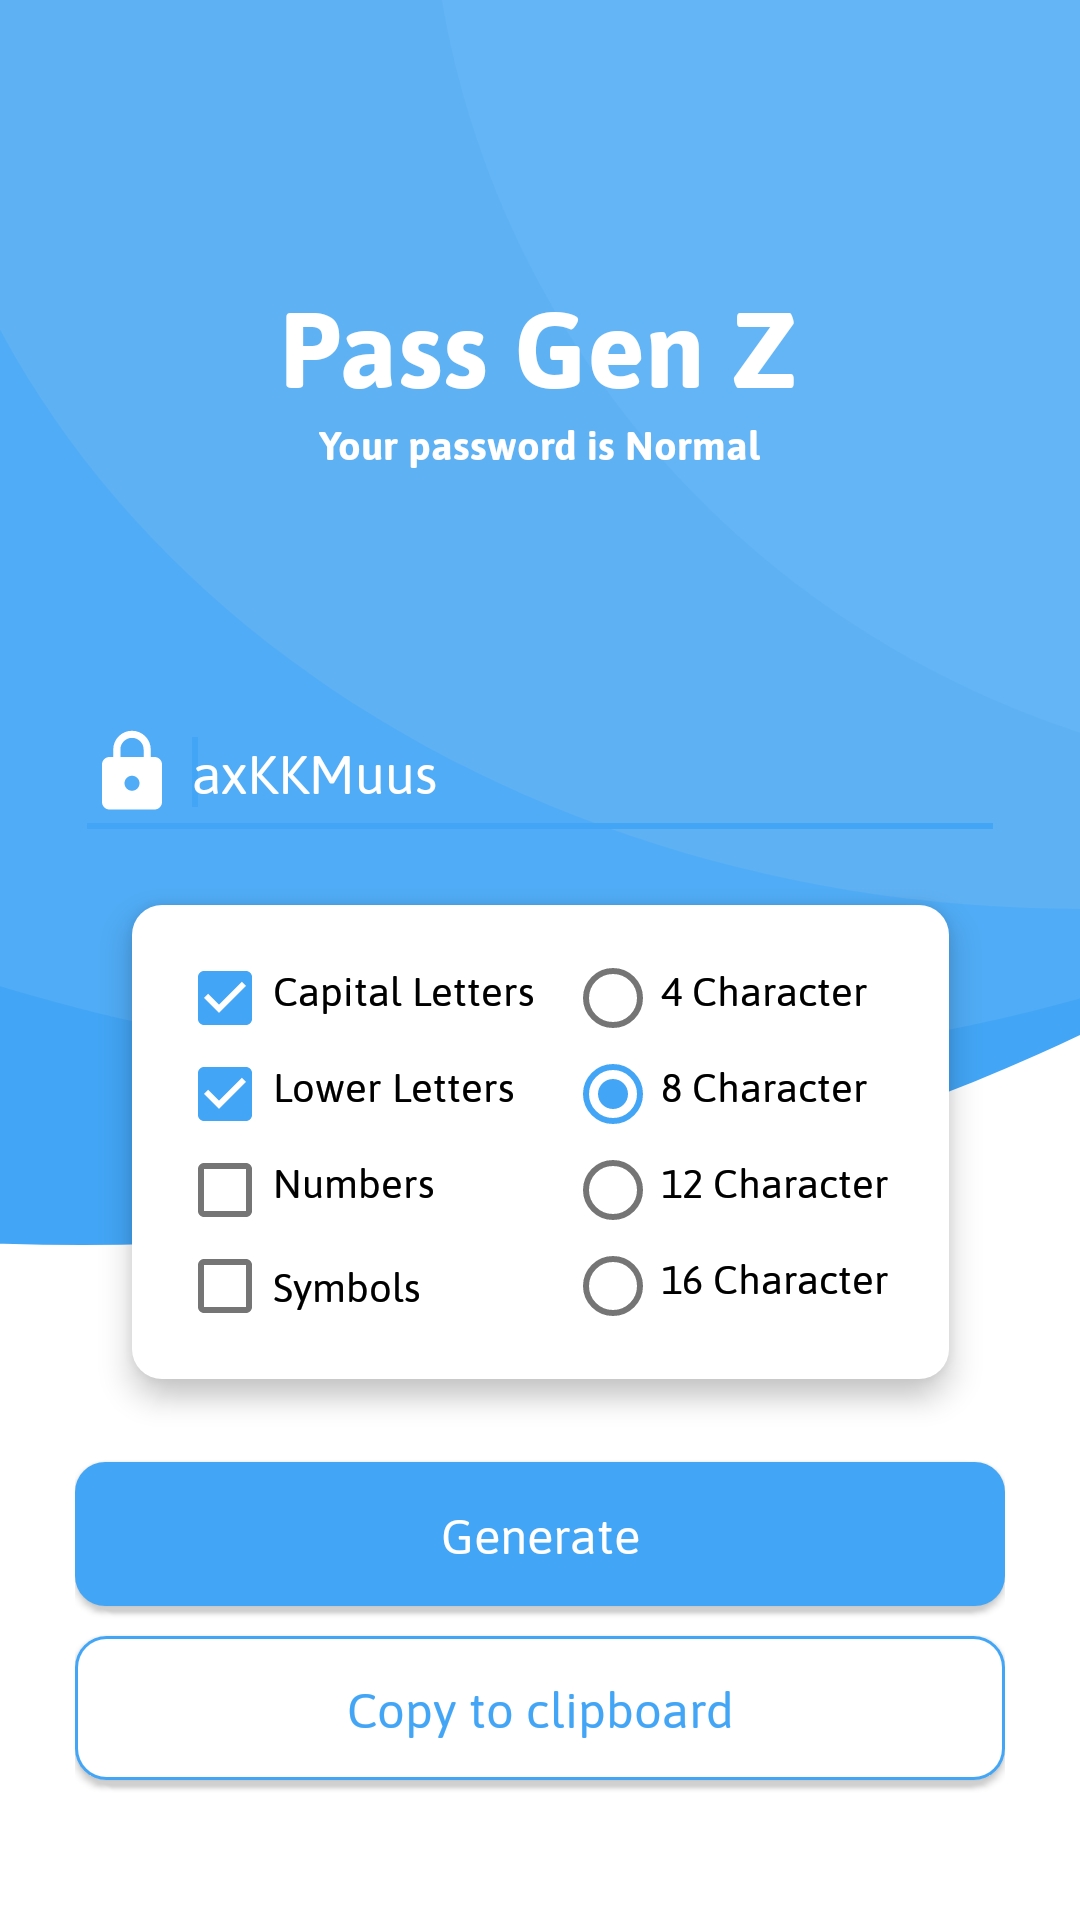 Pass Gen Z
Your password is Normal
axKKMuus
Capital Letters
4 Character
Lower Letters
8 Character
Numbers
12 Character
Symbols
16 Character
Generate
Copy to clipboard